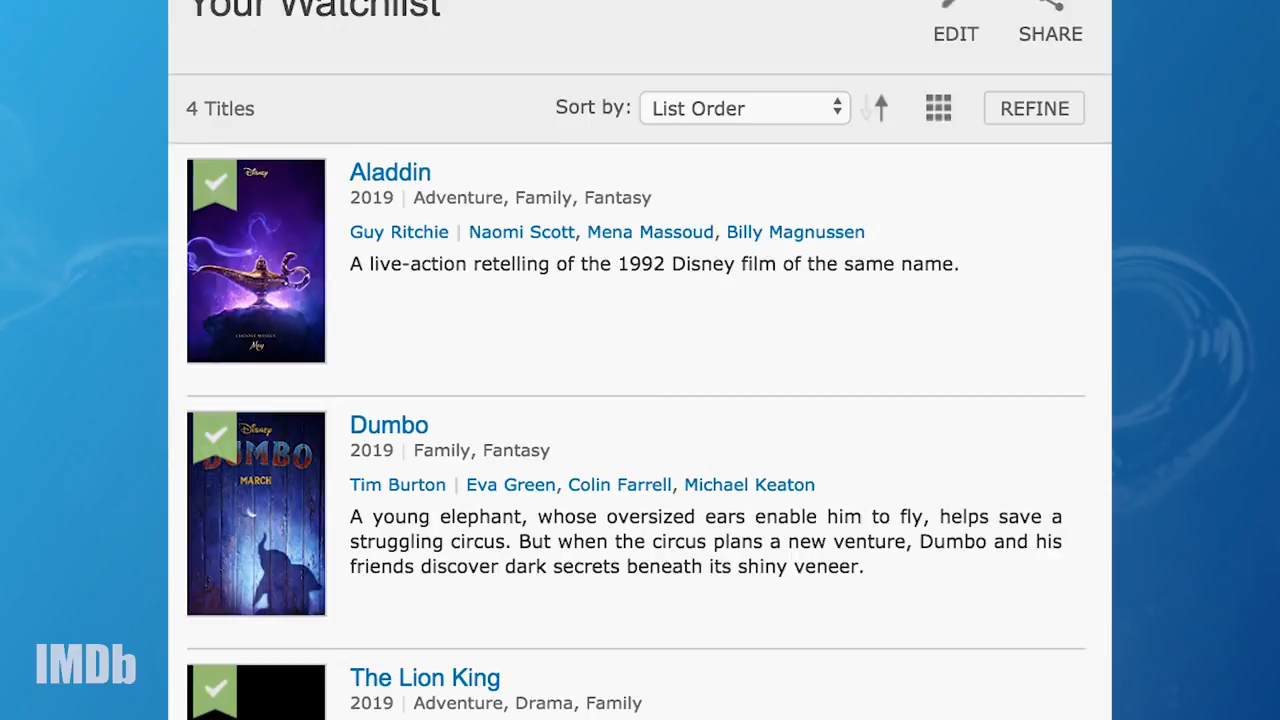 Your Watchlist
EDIT SHARE
4 Titles Sort by: List Order REFINE
Disney
CHOOSE WISELY
May
Aladdin
2019 | Adventure, Family, Fantasy
Guy Ritchie | Naomi Scott, Mena Massoud, Billy Magnussen
A live-action retelling of the 1992 Disney film of the same name.
Disney
DUMBO
MARCH
Dumbo
2019 | Family, Fantasy
Tim Burton | Eva Green, Colin Farrell, Michael Keaton
A young elephant, whose oversized ears enable him to fly, helps save a
struggling circus. But when the circus plans a new venture, Dumbo and his
friends discover dark secrets beneath its shiny veneer.
The Lion King
2019 | Adventure, Drama, Family
IMDb